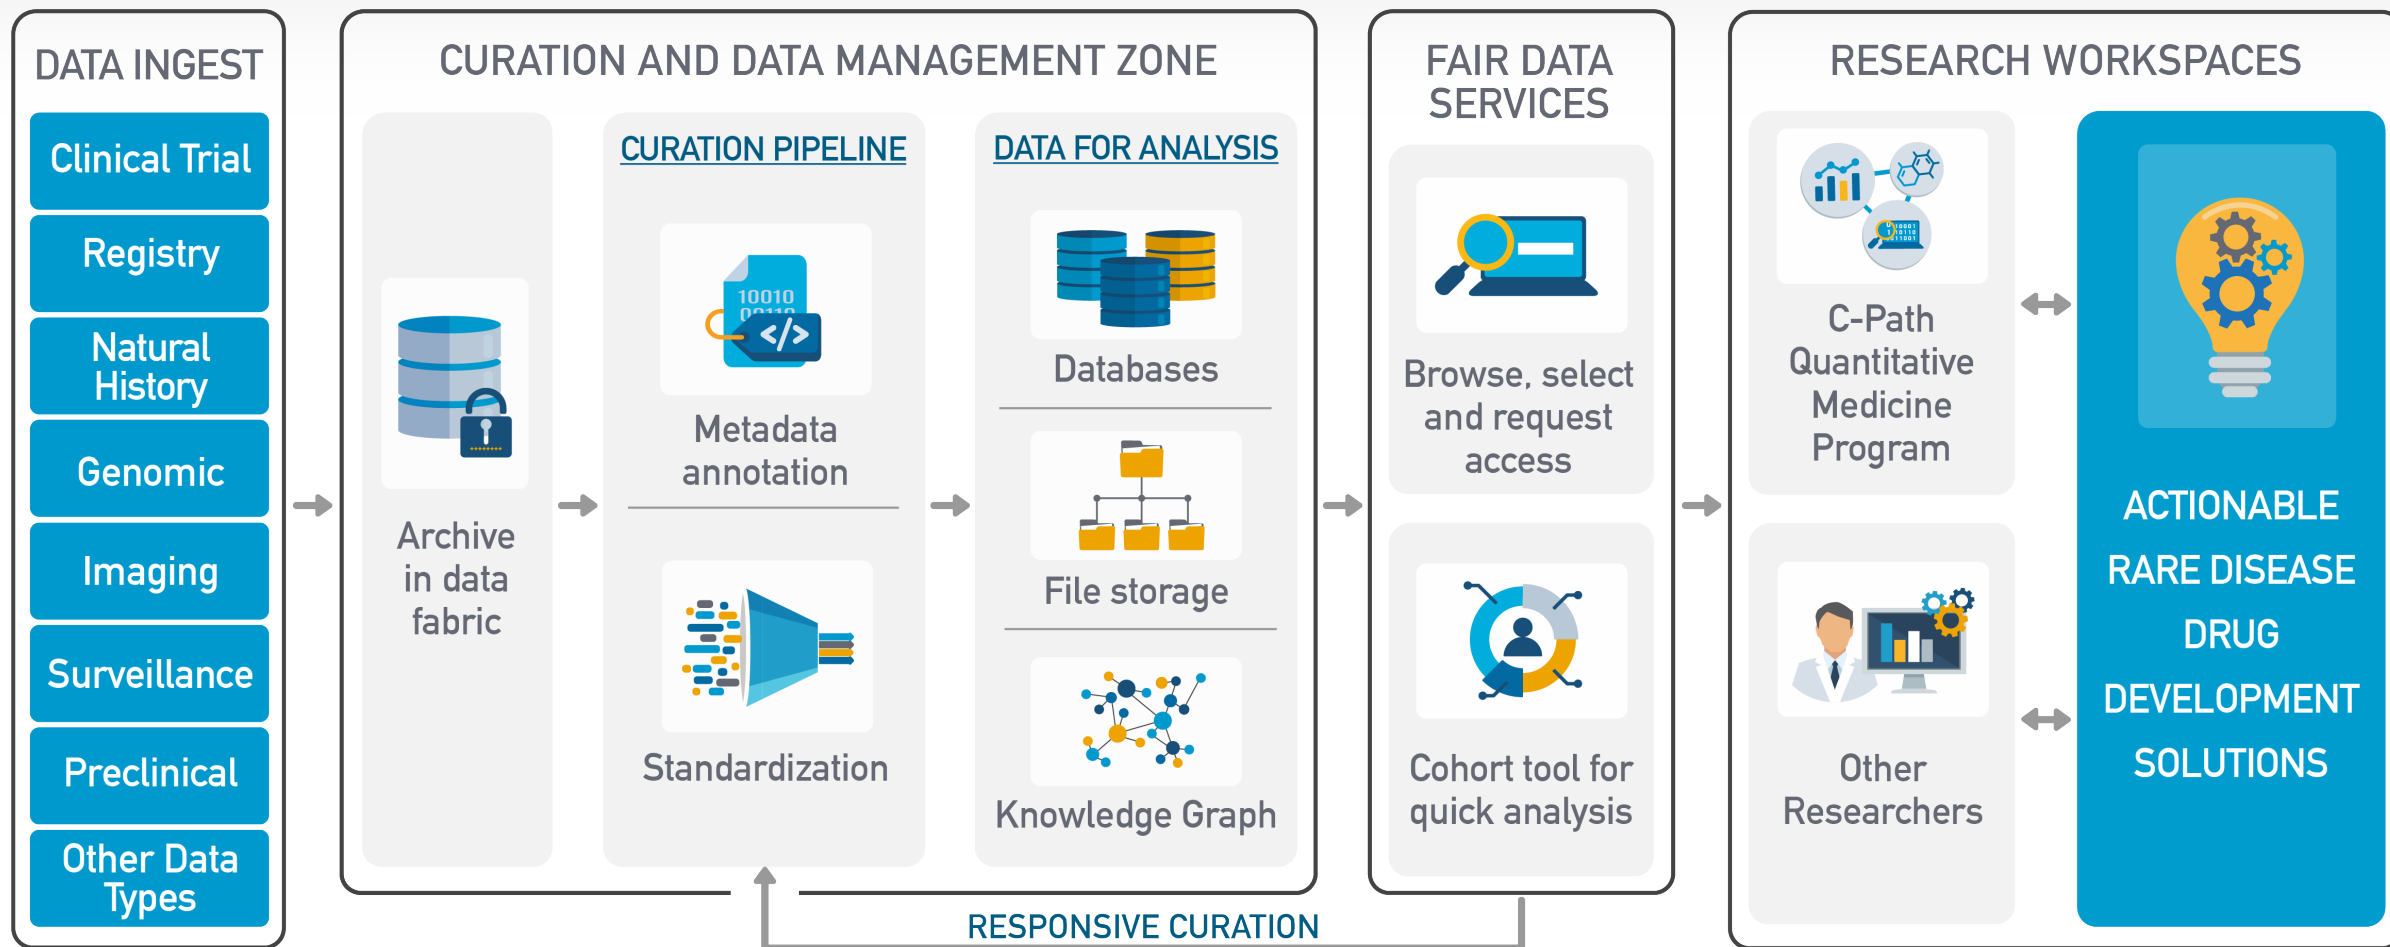 DATA INGEST
Clinical Trial
Registry
Natural
History
Genomic
Imaging
Surveillance
Preclinical
Other Data
Types
CURATION AND DATA MANAGEMENT ZONE
Archive
in data
fabric
CURATION PIPELINE
10010
00110
</>
Metadata
annotation
Standardization
DATA FOR ANALYSIS
Databases
File storage
Knowledge Graph
RESPONSIVE CURATION
FAIR DATA
SERVICES
Browse, select
and request
access
Cohort tool for
quick analysis
RESEARCH WORKSPACES
C-Path
Quantitative
Medicine
Program
Other
Researchers
ACTIONABLE
RARE DISEASE
DRUG
DEVELOPMENT
SOLUTIONS